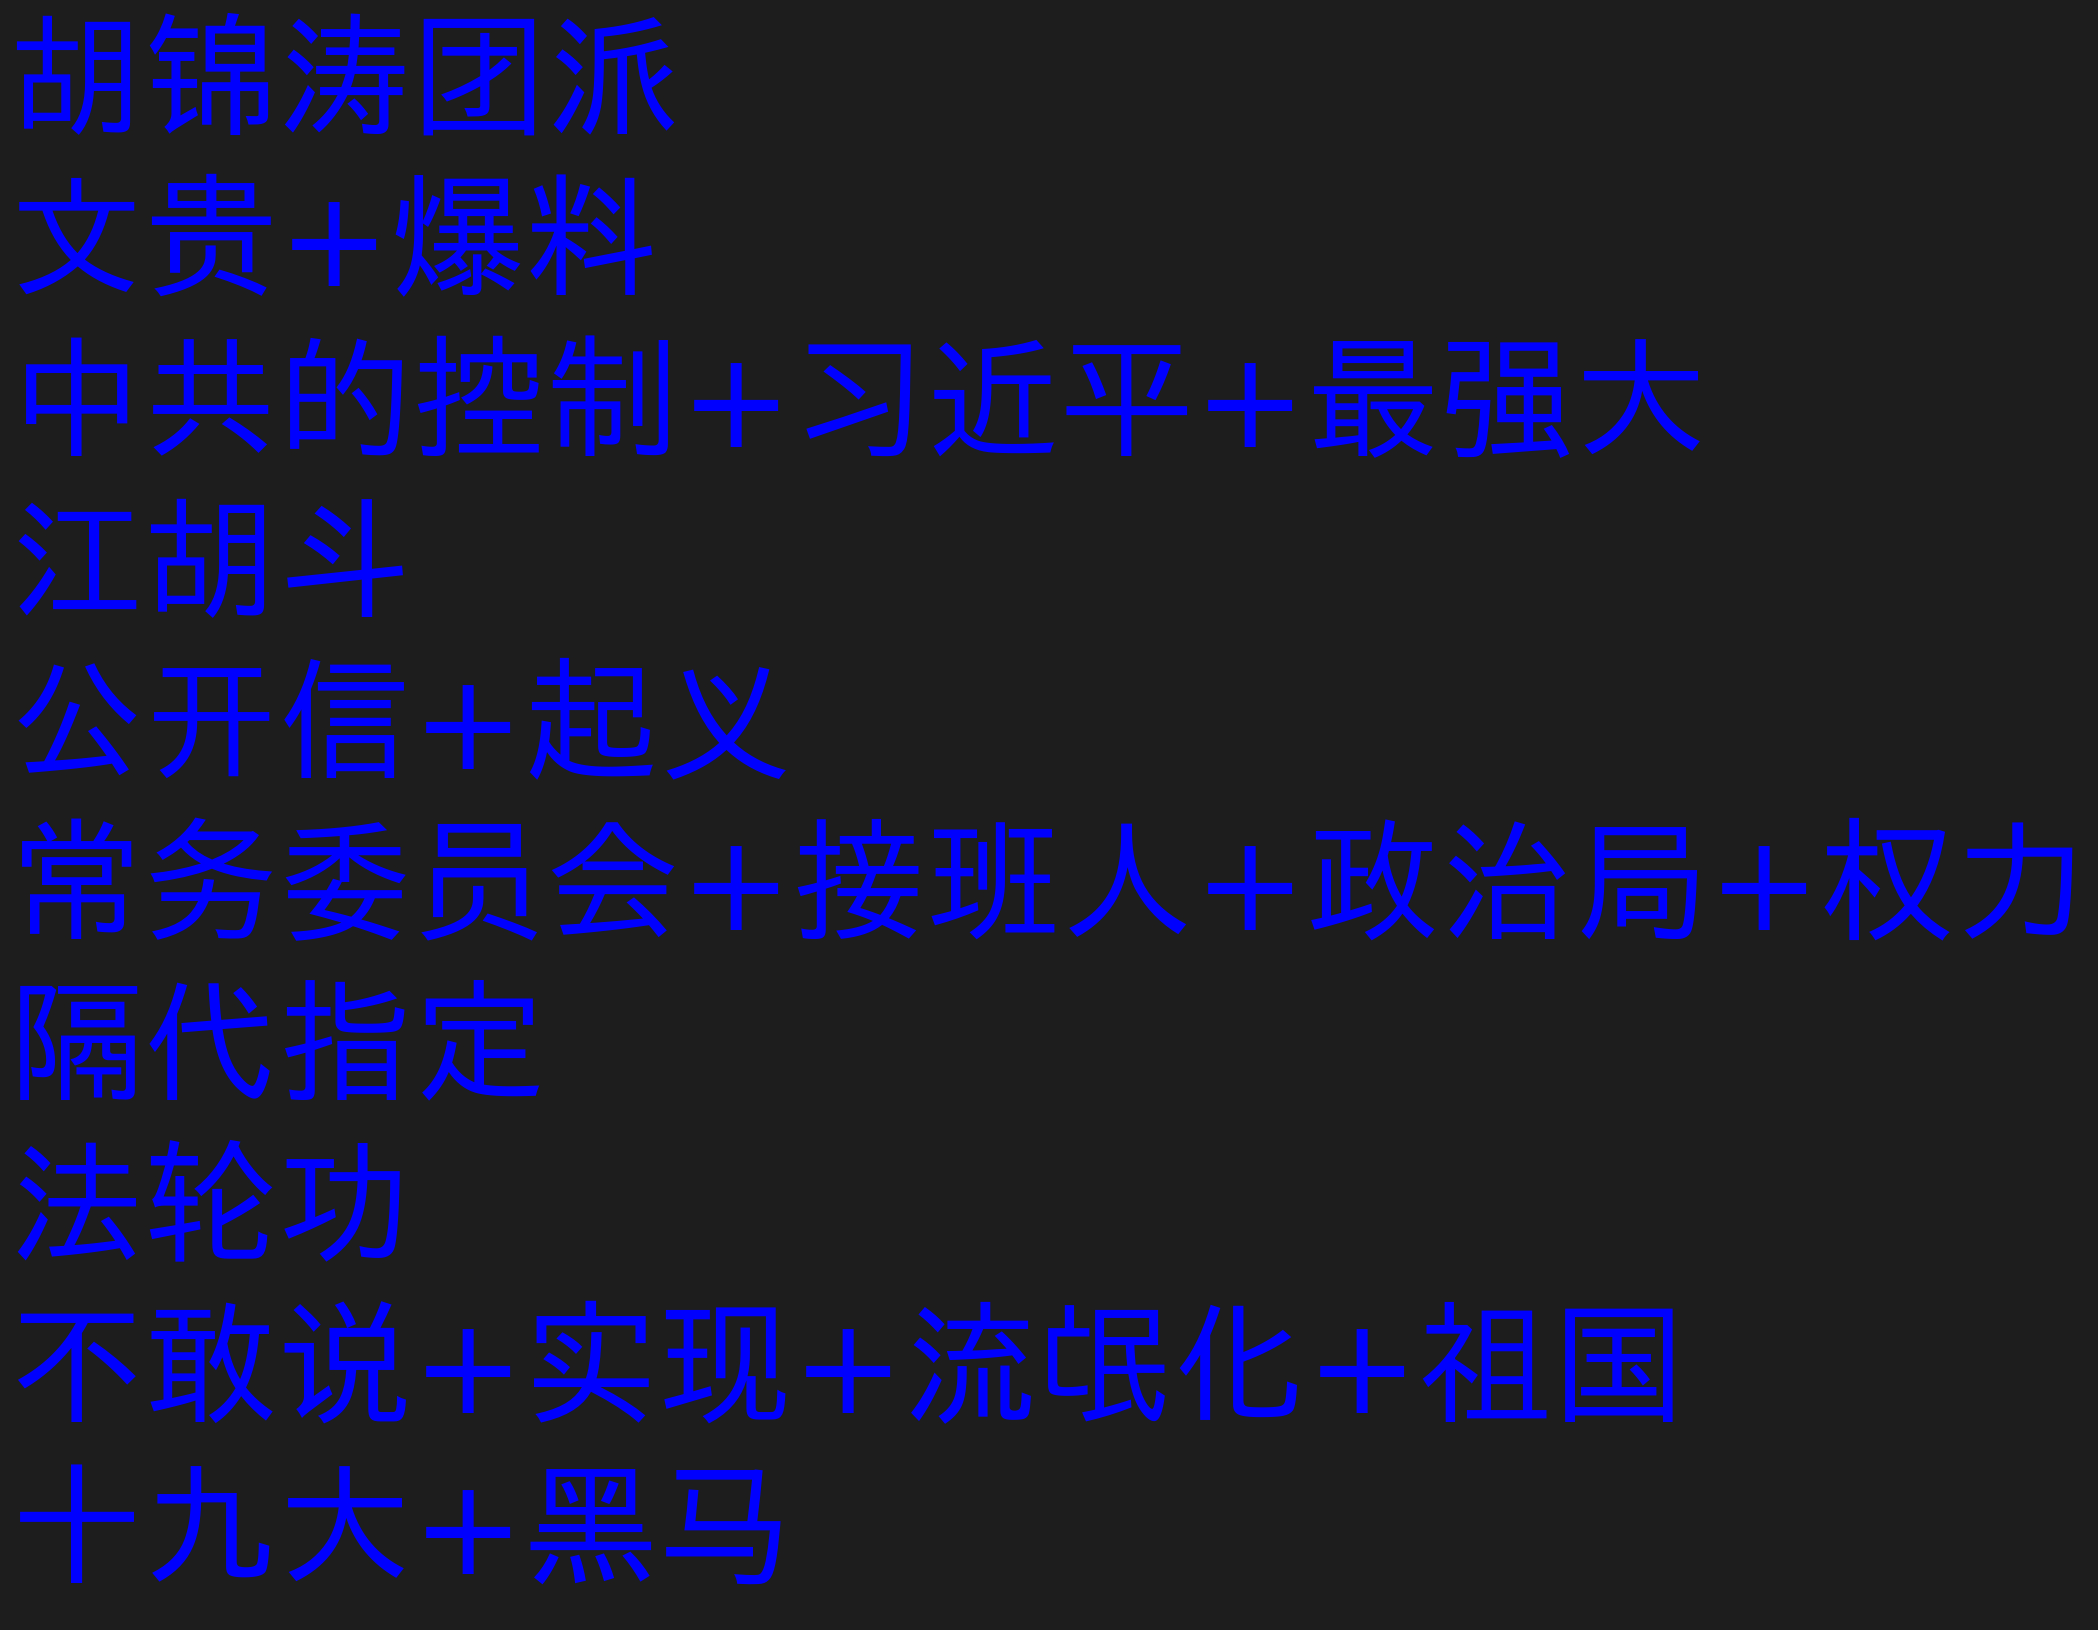 胡锦涛团派
文贵+爆料
中共的控制+习近平+最强大
江胡斗
公开信+起义
常务委员会+接班人+政治局+权力
隔代指定
法轮功
不敢说+实现+流氓化+祖国
十九大+黑马